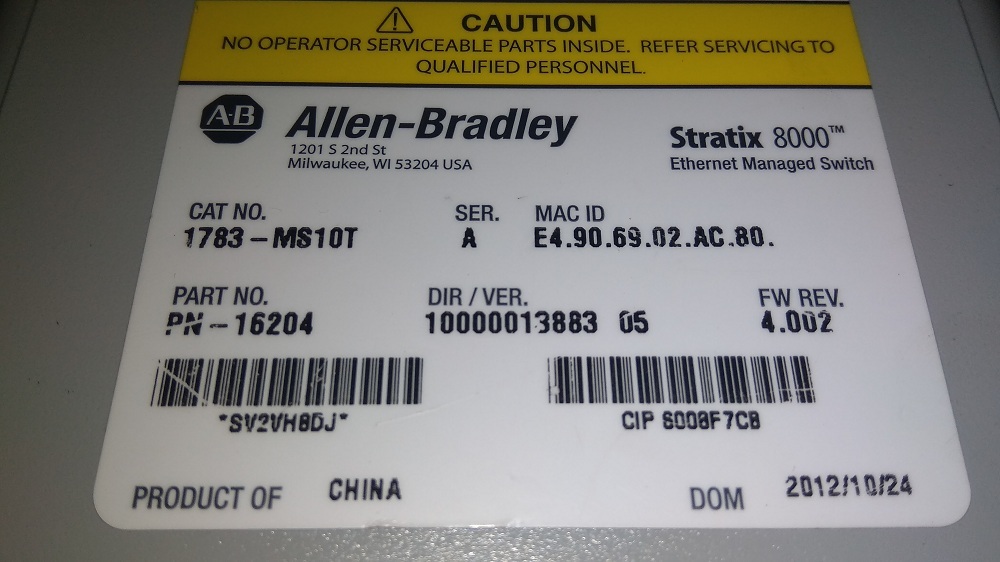 CAUTION
NO OPERATOR SERVICEABLE PARTS INSIDE. REFER SERVICING TO
QUALIFIED PERSONNEL.
A·B Allen-Bradley
1201 S 2nd St
Milwaukee, WI 53204 USA
Stratix 8000™
Ethernet Managed Switch
CAT NO. SER. MAC ID
1783-MS10T A E4.90.69.02.AC.80.
PART NO. DIR / VER. FW REV.
PN-16204 10000013883 05 4.002
CIP
PRODUCT OF CHINA DOM 2012/10/24